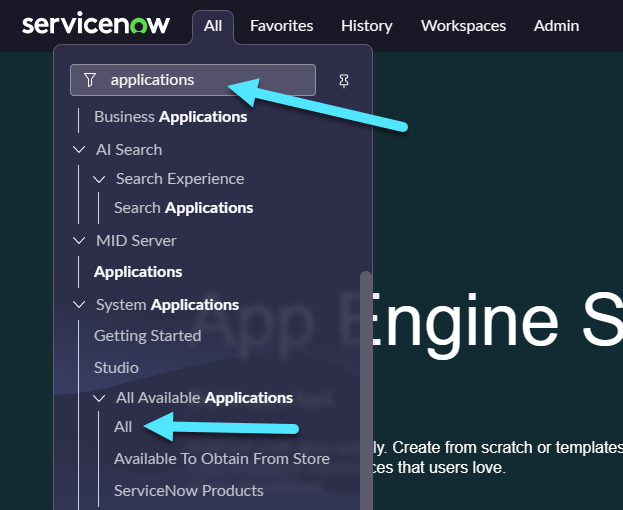 servicenow All Favorites History Workspaces Admin
applications
Business Applications
AI Search
Search Experience
Search Applications
MID Server
Applications
System Applications
Getting Started
App Engine S
Studio
All Available Applications
All
ly. Create from scratch or templates
Available To Obtain From Store
ces that users love.
ServiceNow Products